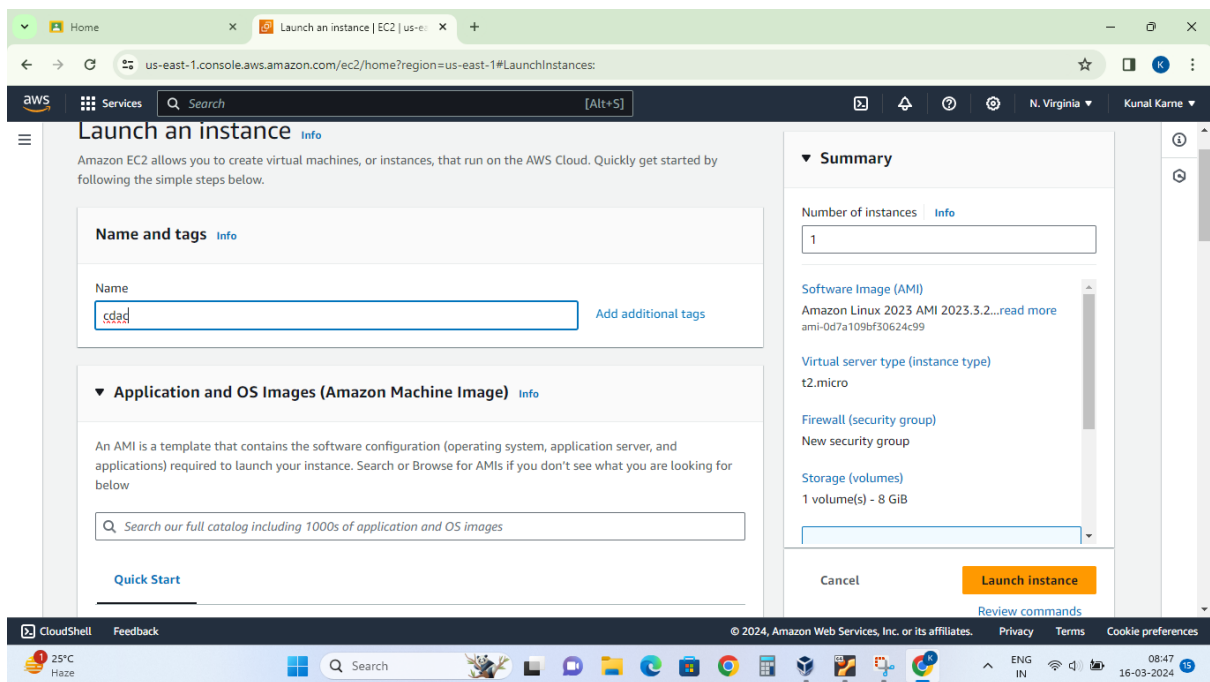 Home
Launch an instance | EC2 | us-ea
us-east-1.console.aws.amazon.com/ec2/home?region=us-east-1#LaunchInstances:
K
aws
Services
Search
[Alt+S]
N. Virginia
Kunal Karne
Launch an instance Info
Amazon EC2 allows you to create virtual machines, or instances, that run on the AWS Cloud. Quickly get started by
following the simple steps below.
Name and tags Info
Name
cdac
Add additional tags
Application and OS Images (Amazon Machine Image) Info
An AMI is a template that contains the software configuration (operating system, application server, and
applications) required to launch your instance. Search or Browse for AMIs if you don't see what you are looking for
below
Search our full catalog including 1000s of application and OS images
Quick Start
Summary
Number of instances Info
1
Software Image (AMI)
Amazon Linux 2023 AMI 2023.3.2...read more
ami-0d7a109bf30624c99
Virtual server type (instance type)
t2.micro
Firewall (security group)
New security group
Storage (volumes)
1 volume(s) - 8 GiB
Cancel
Launch instance
Review commands
CloudShell
Feedback
© 2024, Amazon Web Services, Inc. or its affiliates.
Privacy
Terms
Cookie preferences
1
25°C
Haze
Search
K
ENG
IN
08:47
16-03-2024
15